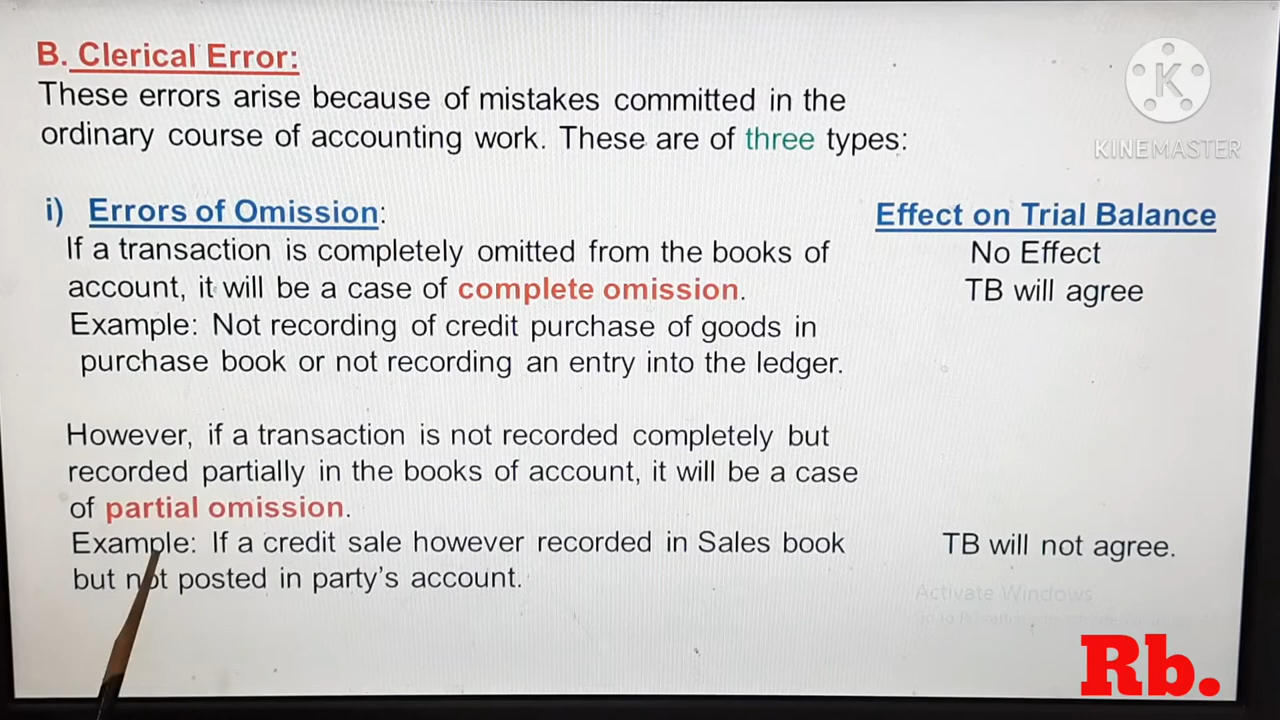 B. Clerical Error:
These errors arise because of mistakes committed in the
ordinary course of accounting work. These are of three types:
K
KINEMASTER
i) Errors of Omission:
Effect on Trial Balance
If a transaction is completely omitted from the books of
No Effect
account, it will be a case of complete omission.
TB will agree
Example: Not recording of credit purchase of goods in
purchase book or not recording an entry into the ledger.
However, if a transaction is not recorded completely but
recorded partially in the books of account, it will be a case
of partial omission.
Example: If a credit sale however recorded in Sales book
TB will not agree.
but not posted in party's account.
Activate Windows
Rb.